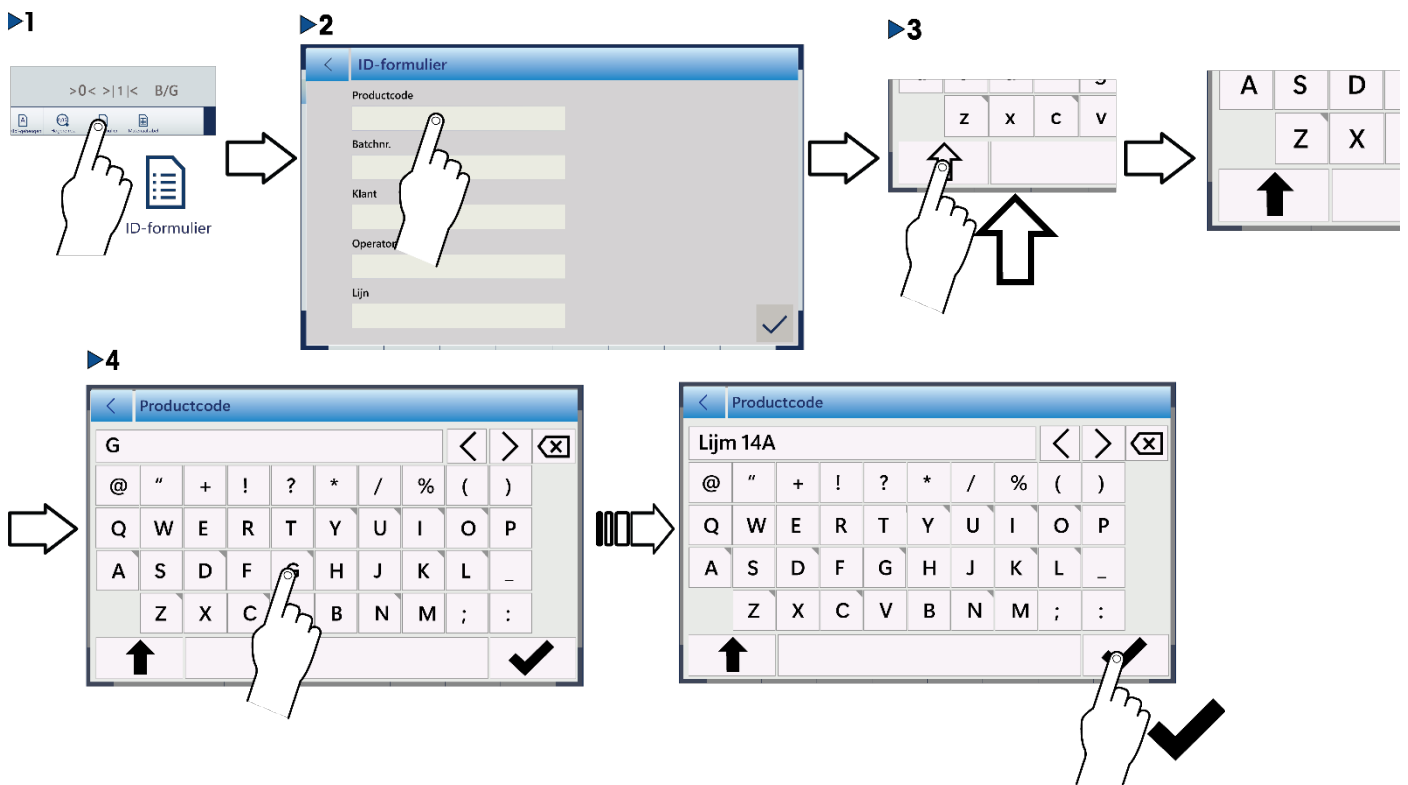 ▶1
>0< >|1|< B/G
ID-formulier
▶2
< ID-formulier
Productcode
Batchnr.
Klant
Operator
Lijn
▶3
Z X C V
A S D
Z X
▶4
< Productcode
G < >
@ " + ! ? * / % ( )
Q W E R T Y U I O P
A S D F G H J K L _
Z X C B N M ; :
< Productcode
Lijm 14A < >
@ " + ! ? * / % ( )
Q W E R T Y U I O P
A S D F G H J K L _
Z X C V B N M ; :